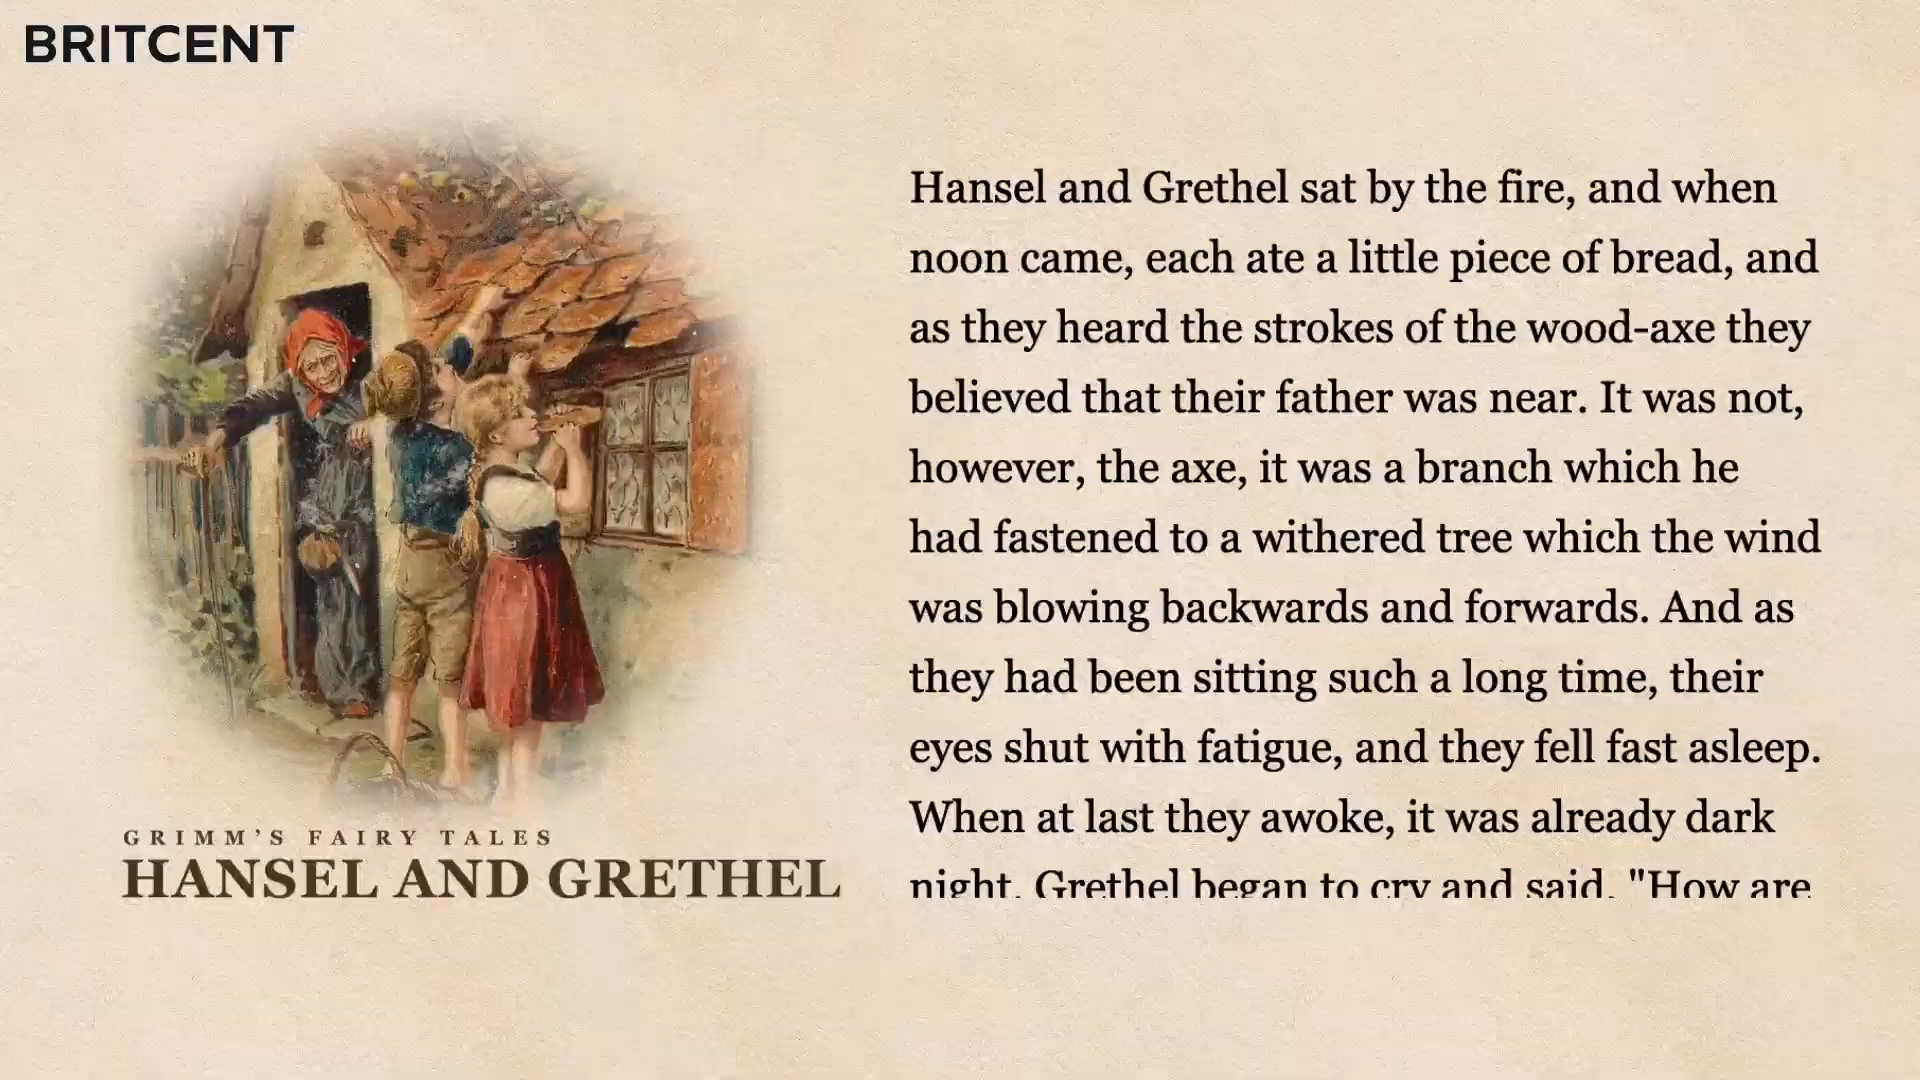 BRITCENT
GRIMM'S FAIRY TALES
HANSEL AND GRETHEL
Hansel and Grethel sat by the fire, and when
noon came, each ate a little piece of bread, and
as they heard the strokes of the wood-axe they
believed that their father was near. It was not,
however, the axe, it was a branch which he
had fastened to a withered tree which the wind
was blowing backwards and forwards. And as
they had been sitting such a long time, their
eyes shut with fatigue, and they fell fast asleep.
When at last they awoke, it was already dark
night. Grethel began to cry and said, "How are